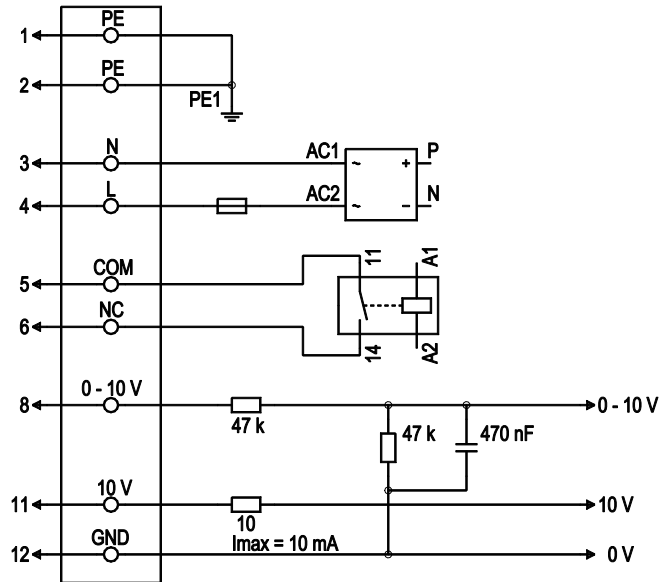 PE
1
PE
2
PE1
N
AC1
~
+
P
3
L
AC2
~
–
N
4
COM
11
A1
5
NC
6
14
A2
0 - 10 V
8
47 k
0 - 10 V
47 k
470 nF
10 V
11
10
10 V
Imax = 10 mA
GND
12
0 V